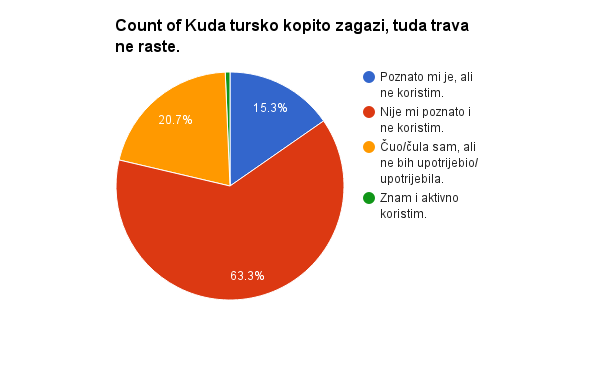 Count of Kuda tursko kopito zagazi, tuda trava
ne raste.
15.3%
20.7%
63.3%
Poznato mi je, ali
ne koristim.
Nije mi poznato i
ne koristim.
Čuo/čula sam, ali
ne bih upotrijebio/
upotrijebila.
Znam i aktivno
koristim.